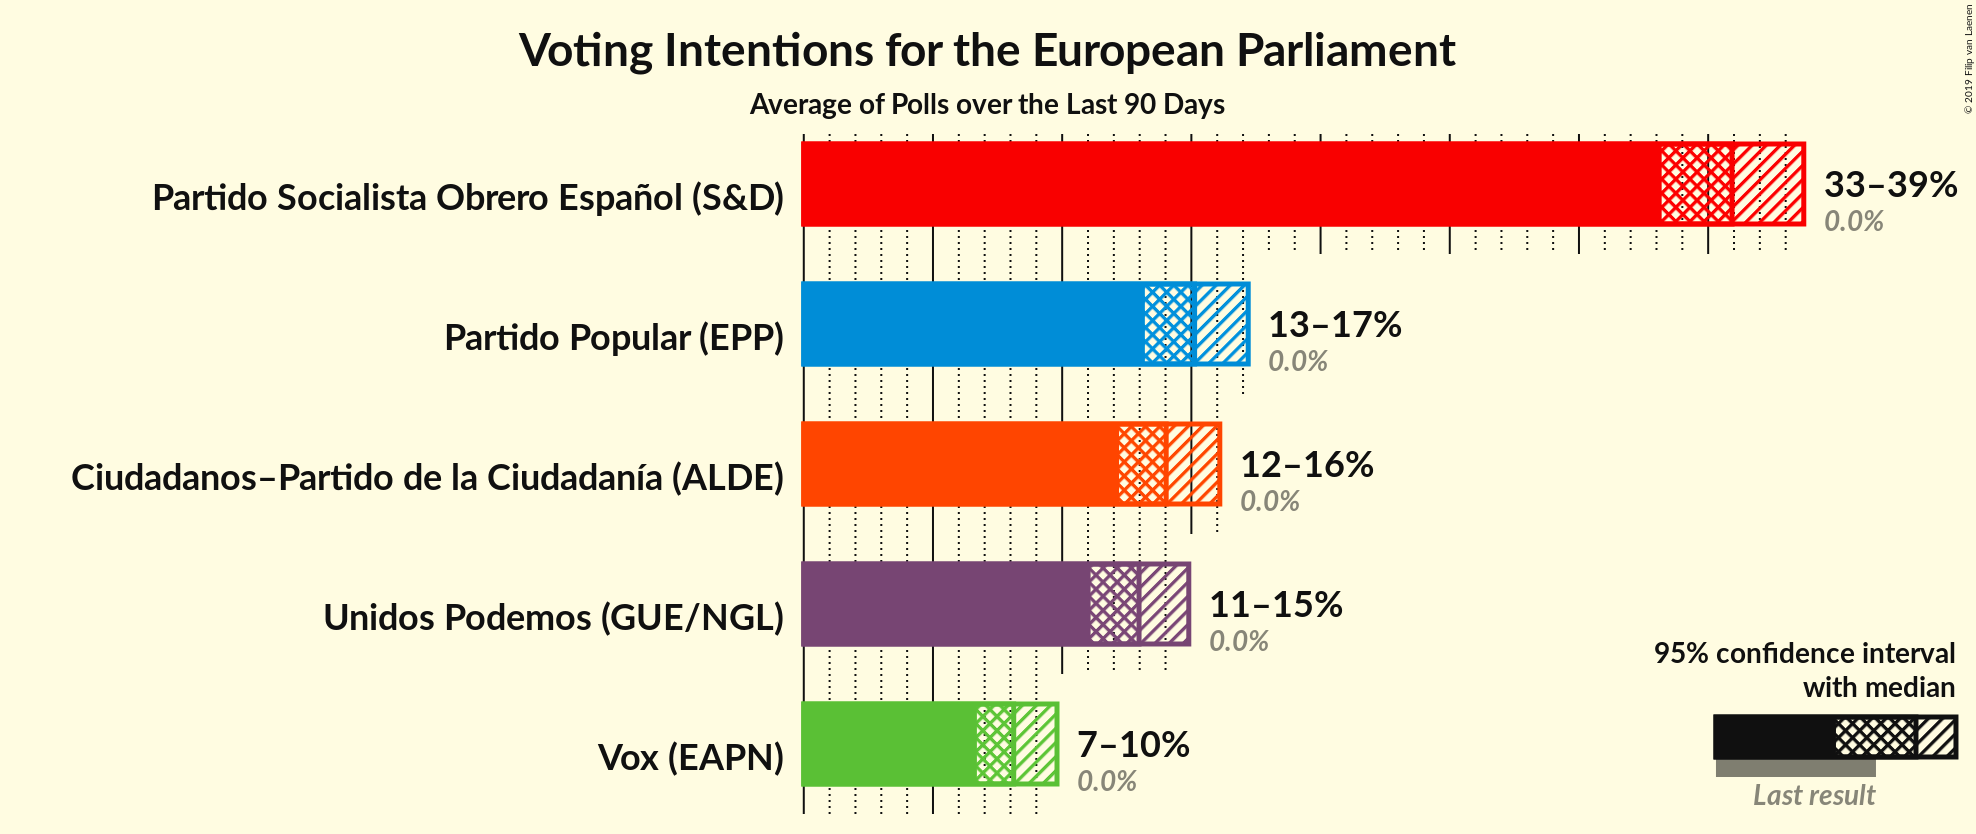 Voting Intentions for the European Parliament
Average of Polls over the Last 90 Days
© 2019 Filip van Laenen
Partido Socialista Obrero Español (S&D)
33–39%
0.0%
Partido Popular (EPP)
13–17%
0.0%
Ciudadanos–Partido de la Ciudadanía (ALDE)
12–16%
0.0%
Unidos Podemos (GUE/NGL)
11–15%
0.0%
Vox (EAPN)
7–10%
0.0%
95% confidence interval
with median
Last result